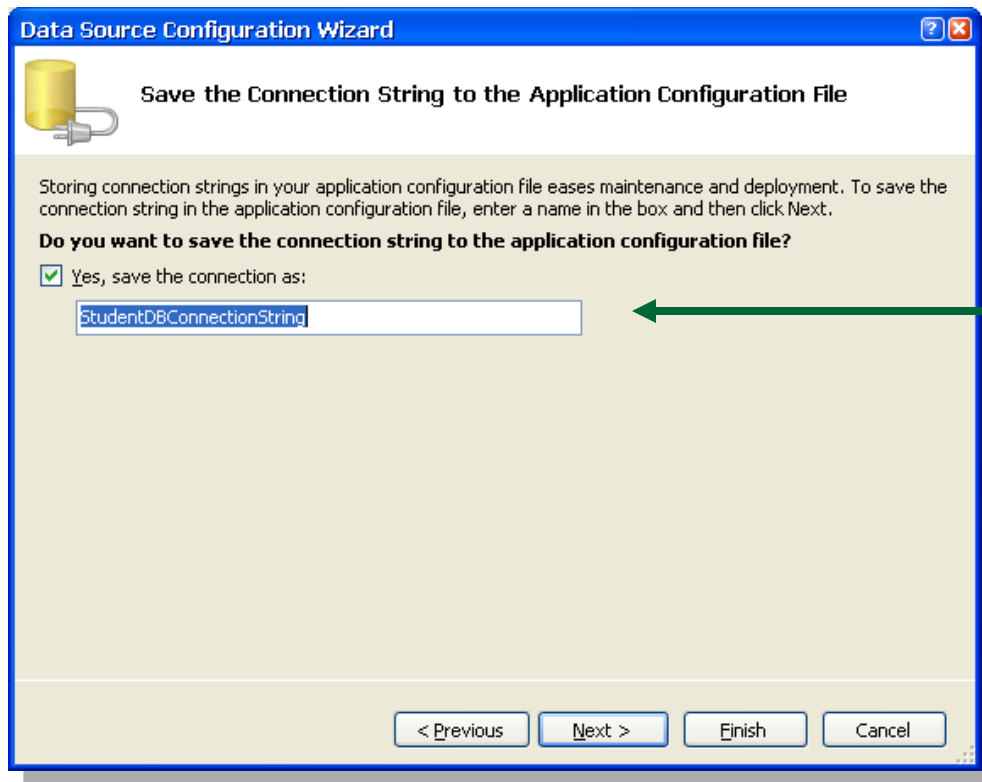 Data Source Configuration Wizard
Save the Connection String to the Application Configuration File
Storing connection strings in your application configuration file eases maintenance and deployment. To save the
connection string in the application configuration file, enter a name in the box and then click Next.
Do you want to save the connection string to the application configuration file?
Yes, save the connection as:
StudentDBConnectionString
< Previous
Next >
Finish
Cancel